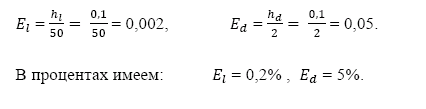 E_l = h_l/50 = 0,1/50 = 0,002, E_d = h_d/2 = 0,1/2 = 0,05.
В процентах имеем: E_l = 0,2% , E_d = 5%.